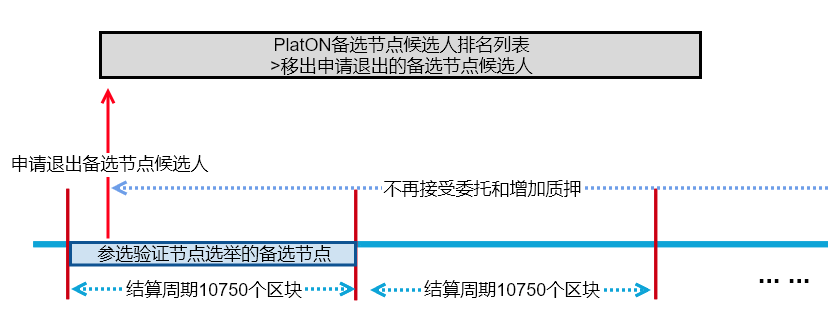 PlatON备选节点候选人排名列表
>移出申请退出的备选节点候选人
申请退出备选节点候选人
不再接受委托和增加质押
参选验证节点选举的备选节点
结算周期10750个区块
结算周期10750个区块
... ...